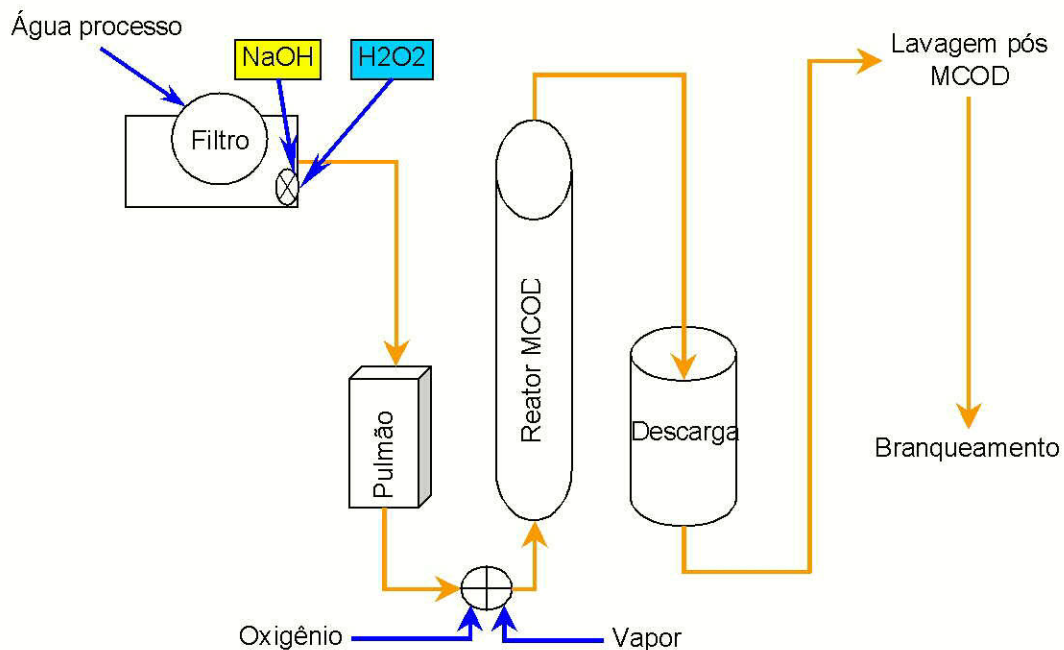 Água processo
NaOH
H2O2
Filtro
Lavagem pós
MCOD
Reator MCOD
Pulmão
Descarga
Branqueamento
Oxigênio
Vapor